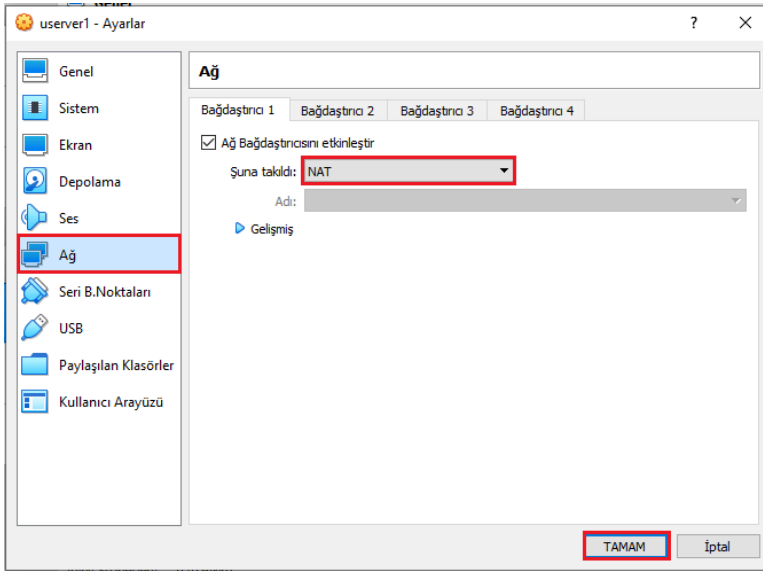 userver1 - Ayarlar
?
Genel
Sistem
Ekran
Depolama
Ses
Ağ
Seri B.Noktaları
USB
Paylaşılan Klasörler
Kullanıcı Arayüzü
Ağ
Bağdaştırıcı 1 Bağdaştırıcı 2 Bağdaştırıcı 3 Bağdaştırıcı 4
Ağ Bağdaştırıcısını etkinleştir
Şuna takıldı: NAT
Adı:
Gelişmiş
TAMAM İptal